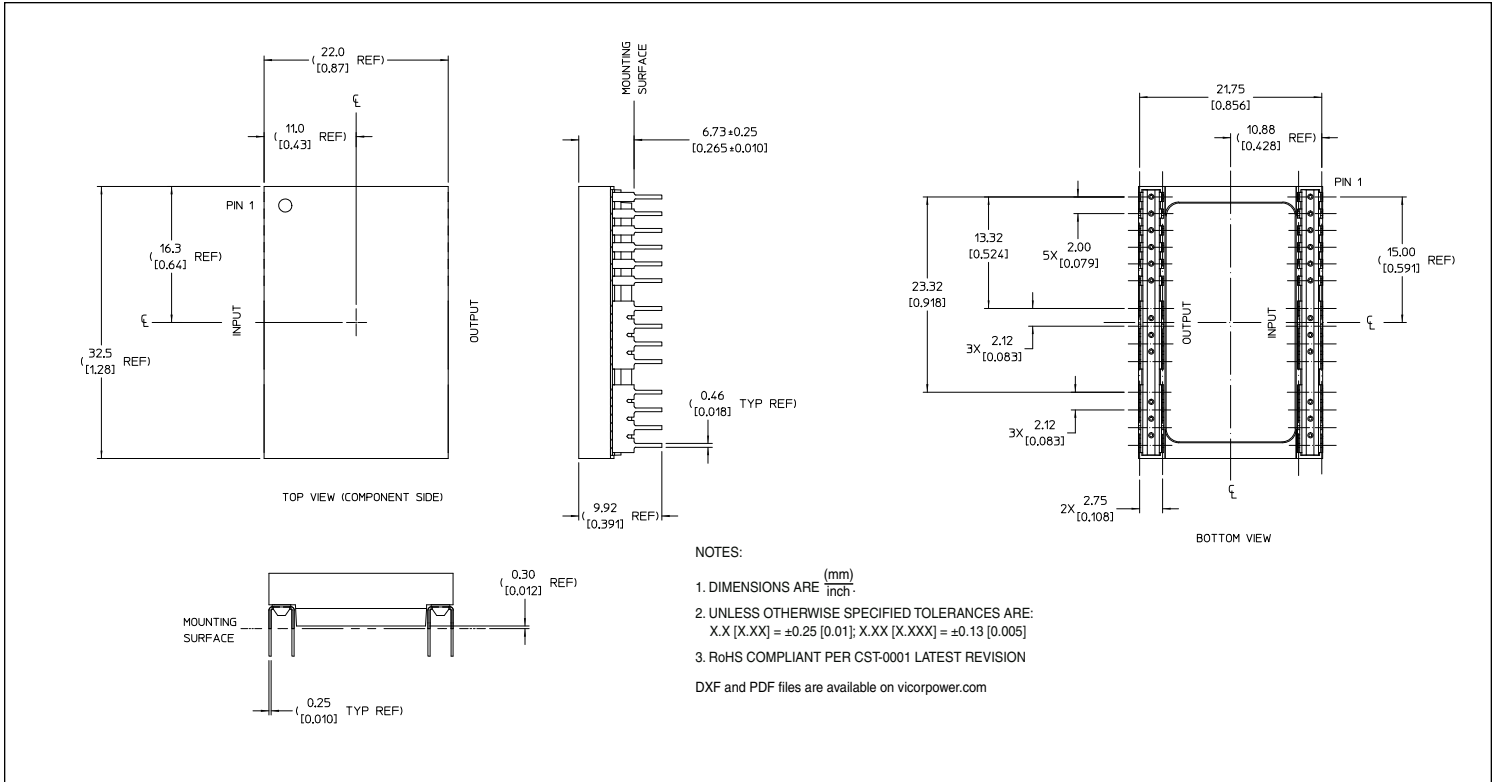 22.0
( REF)
[0.87]
℄
11.0
( REF)
[0.43]
PIN 1
16.3
( REF)
[0.64]
℄
INPUT
OUTPUT
32.5
( REF)
[1.28]
TOP VIEW (COMPONENT SIDE)
MOUNTING
SURFACE
6.73±0.25
[0.265±0.010]
0.46
( TYP REF)
[0.018]
9.92
( REF)
[0.391]
21.75
[0.856]
10.88
( REF)
[0.428]
PIN 1
13.32
[0.524]
5X 2.00
[0.079]
15.00
( REF)
[0.591]
23.32
[0.918]
OUTPUT
INPUT
℄
3X 2.12
[0.083]
3X 2.12
[0.083]
2X 2.75
[0.108]
℄
BOTTOM VIEW
0.30
( REF)
[0.012]
MOUNTING
SURFACE
0.25
( TYP REF)
[0.010]
NOTES:
1. DIMENSIONS ARE (mm)
inch.
2. UNLESS OTHERWISE SPECIFIED TOLERANCES ARE:
X.X [X.XX] = ±0.25 [0.01]; X.XX [X.XXX] = ±0.13 [0.005]
3. RoHS COMPLIANT PER CST-0001 LATEST REVISION
DXF and PDF files are available on vicorpower.com